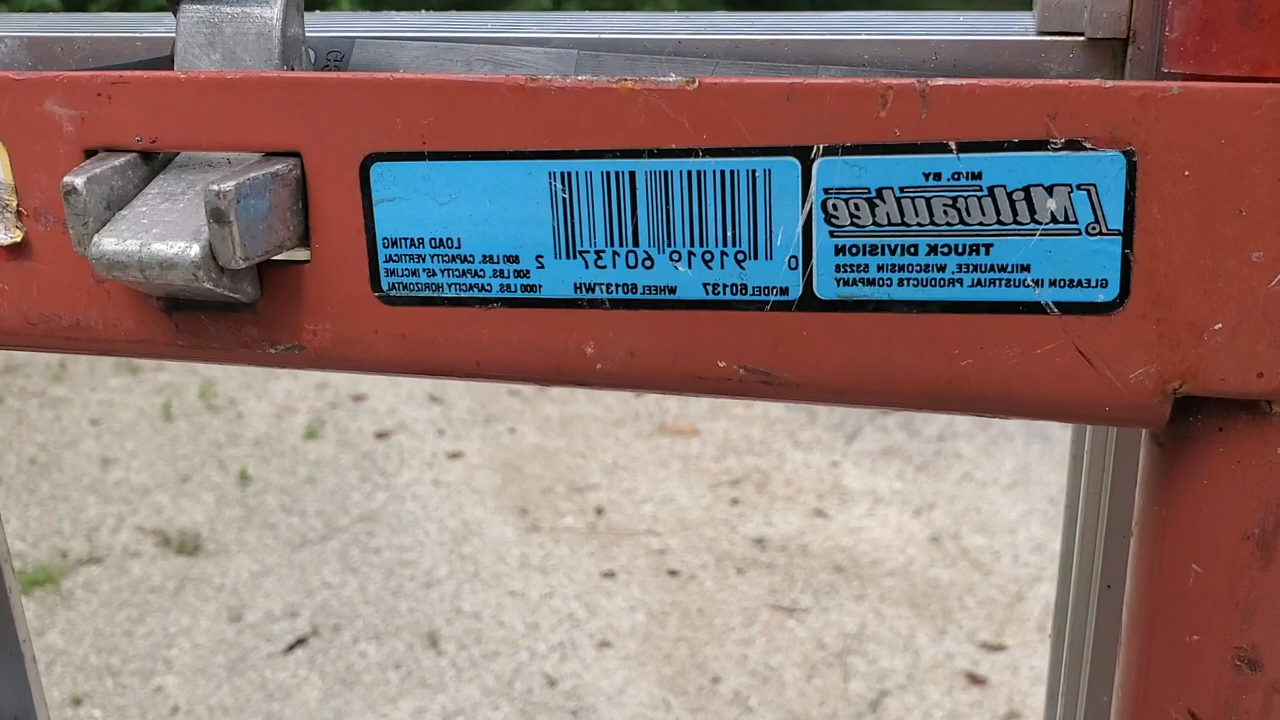 MFD. BY
Milwaukee
TRUCK DIVISION
MILWAUKEE, WISCONSIN 53228
GLEASON INDUSTRIAL PRODUCTS COMPANY
0 91919 60137 2
MODEL 60137 WHEEL 60137WH
LOAD RATING
800 LBS. CAPACITY VERTICAL
500 LBS. CAPACITY 45° INCLINE
1000 LBS. CAPACITY HORIZONTAL